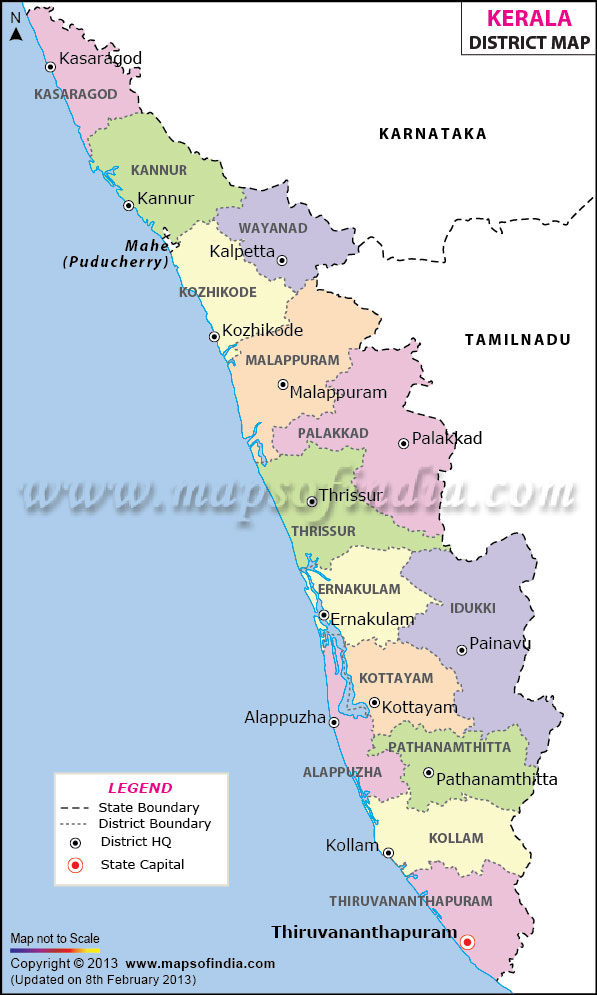 KERALA
DISTRICT MAP
N
Kasaragod
KASARAGOD
KARNATAKA
KANNUR
Kannur
WAYANAD
Mahe
(Puducherry)
Kalpetta
KOZHIKODE
Kozhikode
TAMILNADU
MALAPPURAM
Malappuram
PALAKKAD
Palakkad
www.mapsofindia.com
Thrissur
THRISSUR
ERNAKULAM
Ernakulam
IDUKKI
Painavu
KOTTAYAM
Kottayam
Alappuzha
PATHANAMTHITTA
ALAPPUZHA
Pathanamthitta
Kollam
KOLLAM
THIRUVANANTHAPURAM
Thiruvananthapuram
LEGEND
State Boundary
District Boundary
District HQ
State Capital
Map not to Scale
Copyright © 2013 www.mapsofindia.com
(Updated on 8th February 2013)